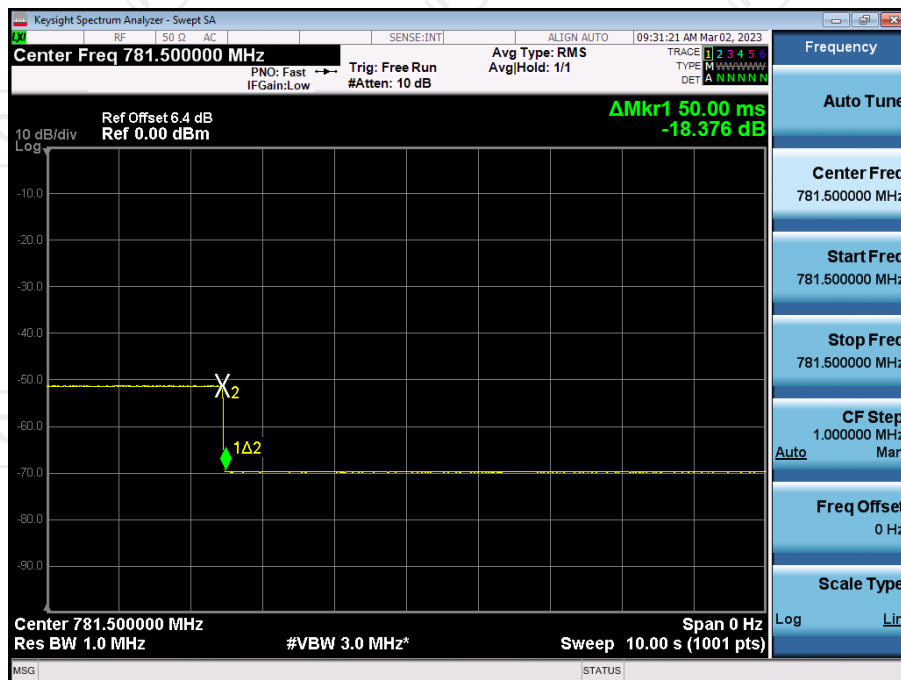 Keysight Spectrum Analyzer - Swept SA
LXI RF 50 Ω AC SENSE:INT ALIGN AUTO 09:31:21 AM Mar 02, 2023
Center Freq 781.500000 MHz
PNO: Fast
IFGain:Low
Trig: Free Run
#Atten: 10 dB
Avg Type: RMS
Avg|Hold: 1/1
TRACE 1 2 3 4 5 6
TYPE M W W W W W
DET A N N N N N
ΔMkr1 50.00 ms
-18.376 dB
Ref Offset 6.4 dB
Ref 0.00 dBm
10 dB/div
Log
-10.0
-20.0
-30.0
-40.0
-50.0
-60.0
-70.0
-80.0
-90.0
2
1Δ2
Center 781.500000 MHz
Span 0 Hz
Res BW 1.0 MHz
#VBW 3.0 MHz*
Sweep 10.00 s (1001 pts)
MSG
STATUS
Frequency
Auto Tune
Center Freq
781.500000 MHz
Start Freq
781.500000 MHz
Stop Freq
781.500000 MHz
CF Step
1.000000 MHz
Auto Man
Freq Offset
0 Hz
Scale Type
Log Lin